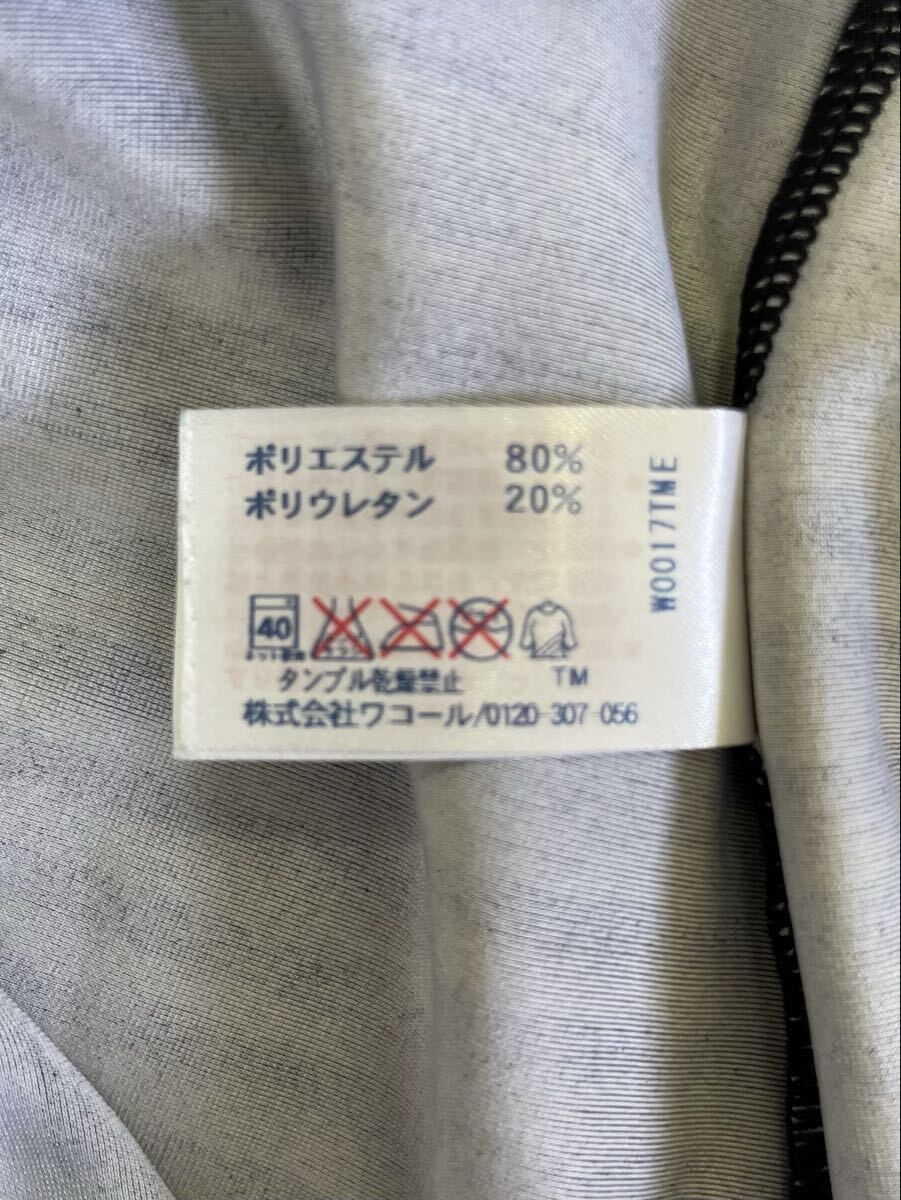 ポリエステル 80%
ポリウレタン 20%
40
タンブル乾燥禁止 TM
株式会社ワコール/0120-307-056
W0017TME